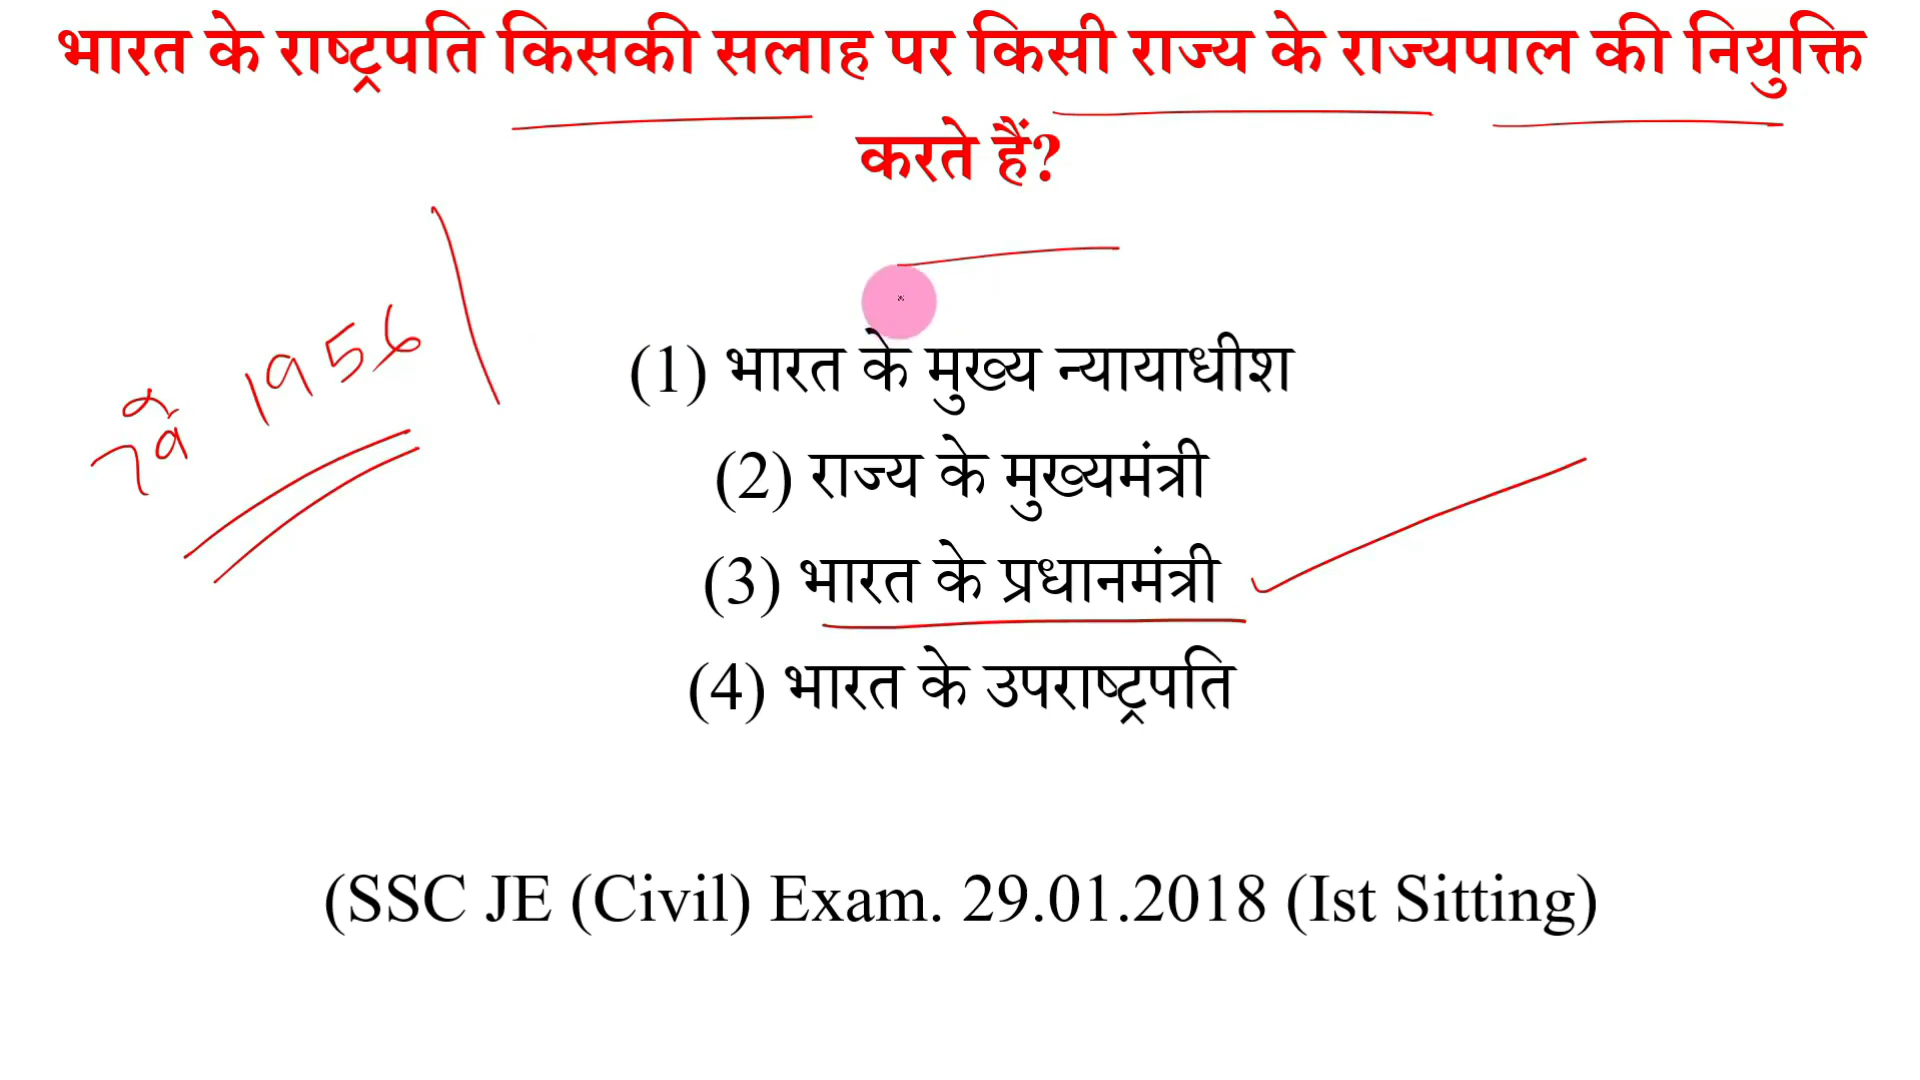 भारत के राष्ट्रपति किसकी सलाह पर किसी राज्य के राज्यपाल की नियुक्ति
करते हैं?
7वें 1956
(1) भारत के मुख्य न्यायाधीश
(2) राज्य के मुख्यमंत्री
(3) भारत के प्रधानमंत्री
(4) भारत के उपराष्ट्रपति
(SSC JE (Civil) Exam. 29.01.2018 (Ist Sitting)